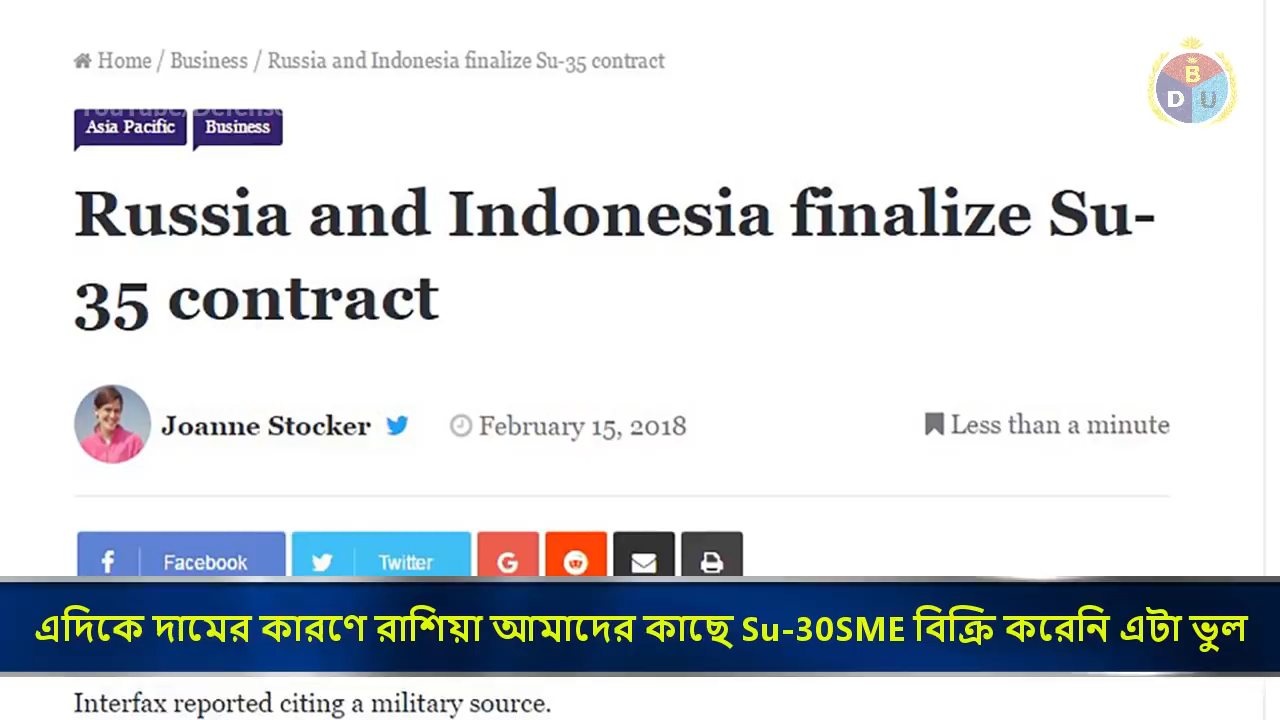 Home / Business / Russia and Indonesia finalize Su-35 contract
B
D U
YouTube/Defense
Asia Pacific Business
Russia and Indonesia finalize Su-
35 contract
Joanne Stocker February 15, 2018 Less than a minute
f Facebook Twitter G
এদিকে দামের কারণে রাশিয়া আমাদের কাছে Su-30SME বিক্রি করেনি এটা ভুল
Interfax reported citing a military source.